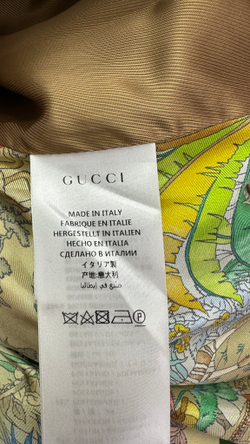 GUCCI
MADE IN ITALY
FABRIQUE EN ITALIE
HERGESTELLT IN ITALIEN
HECHO EN ITALIA
СДЕЛАНО В ИТАЛИИ
イタリア製
产地:意大利
صنع في إيطاليا